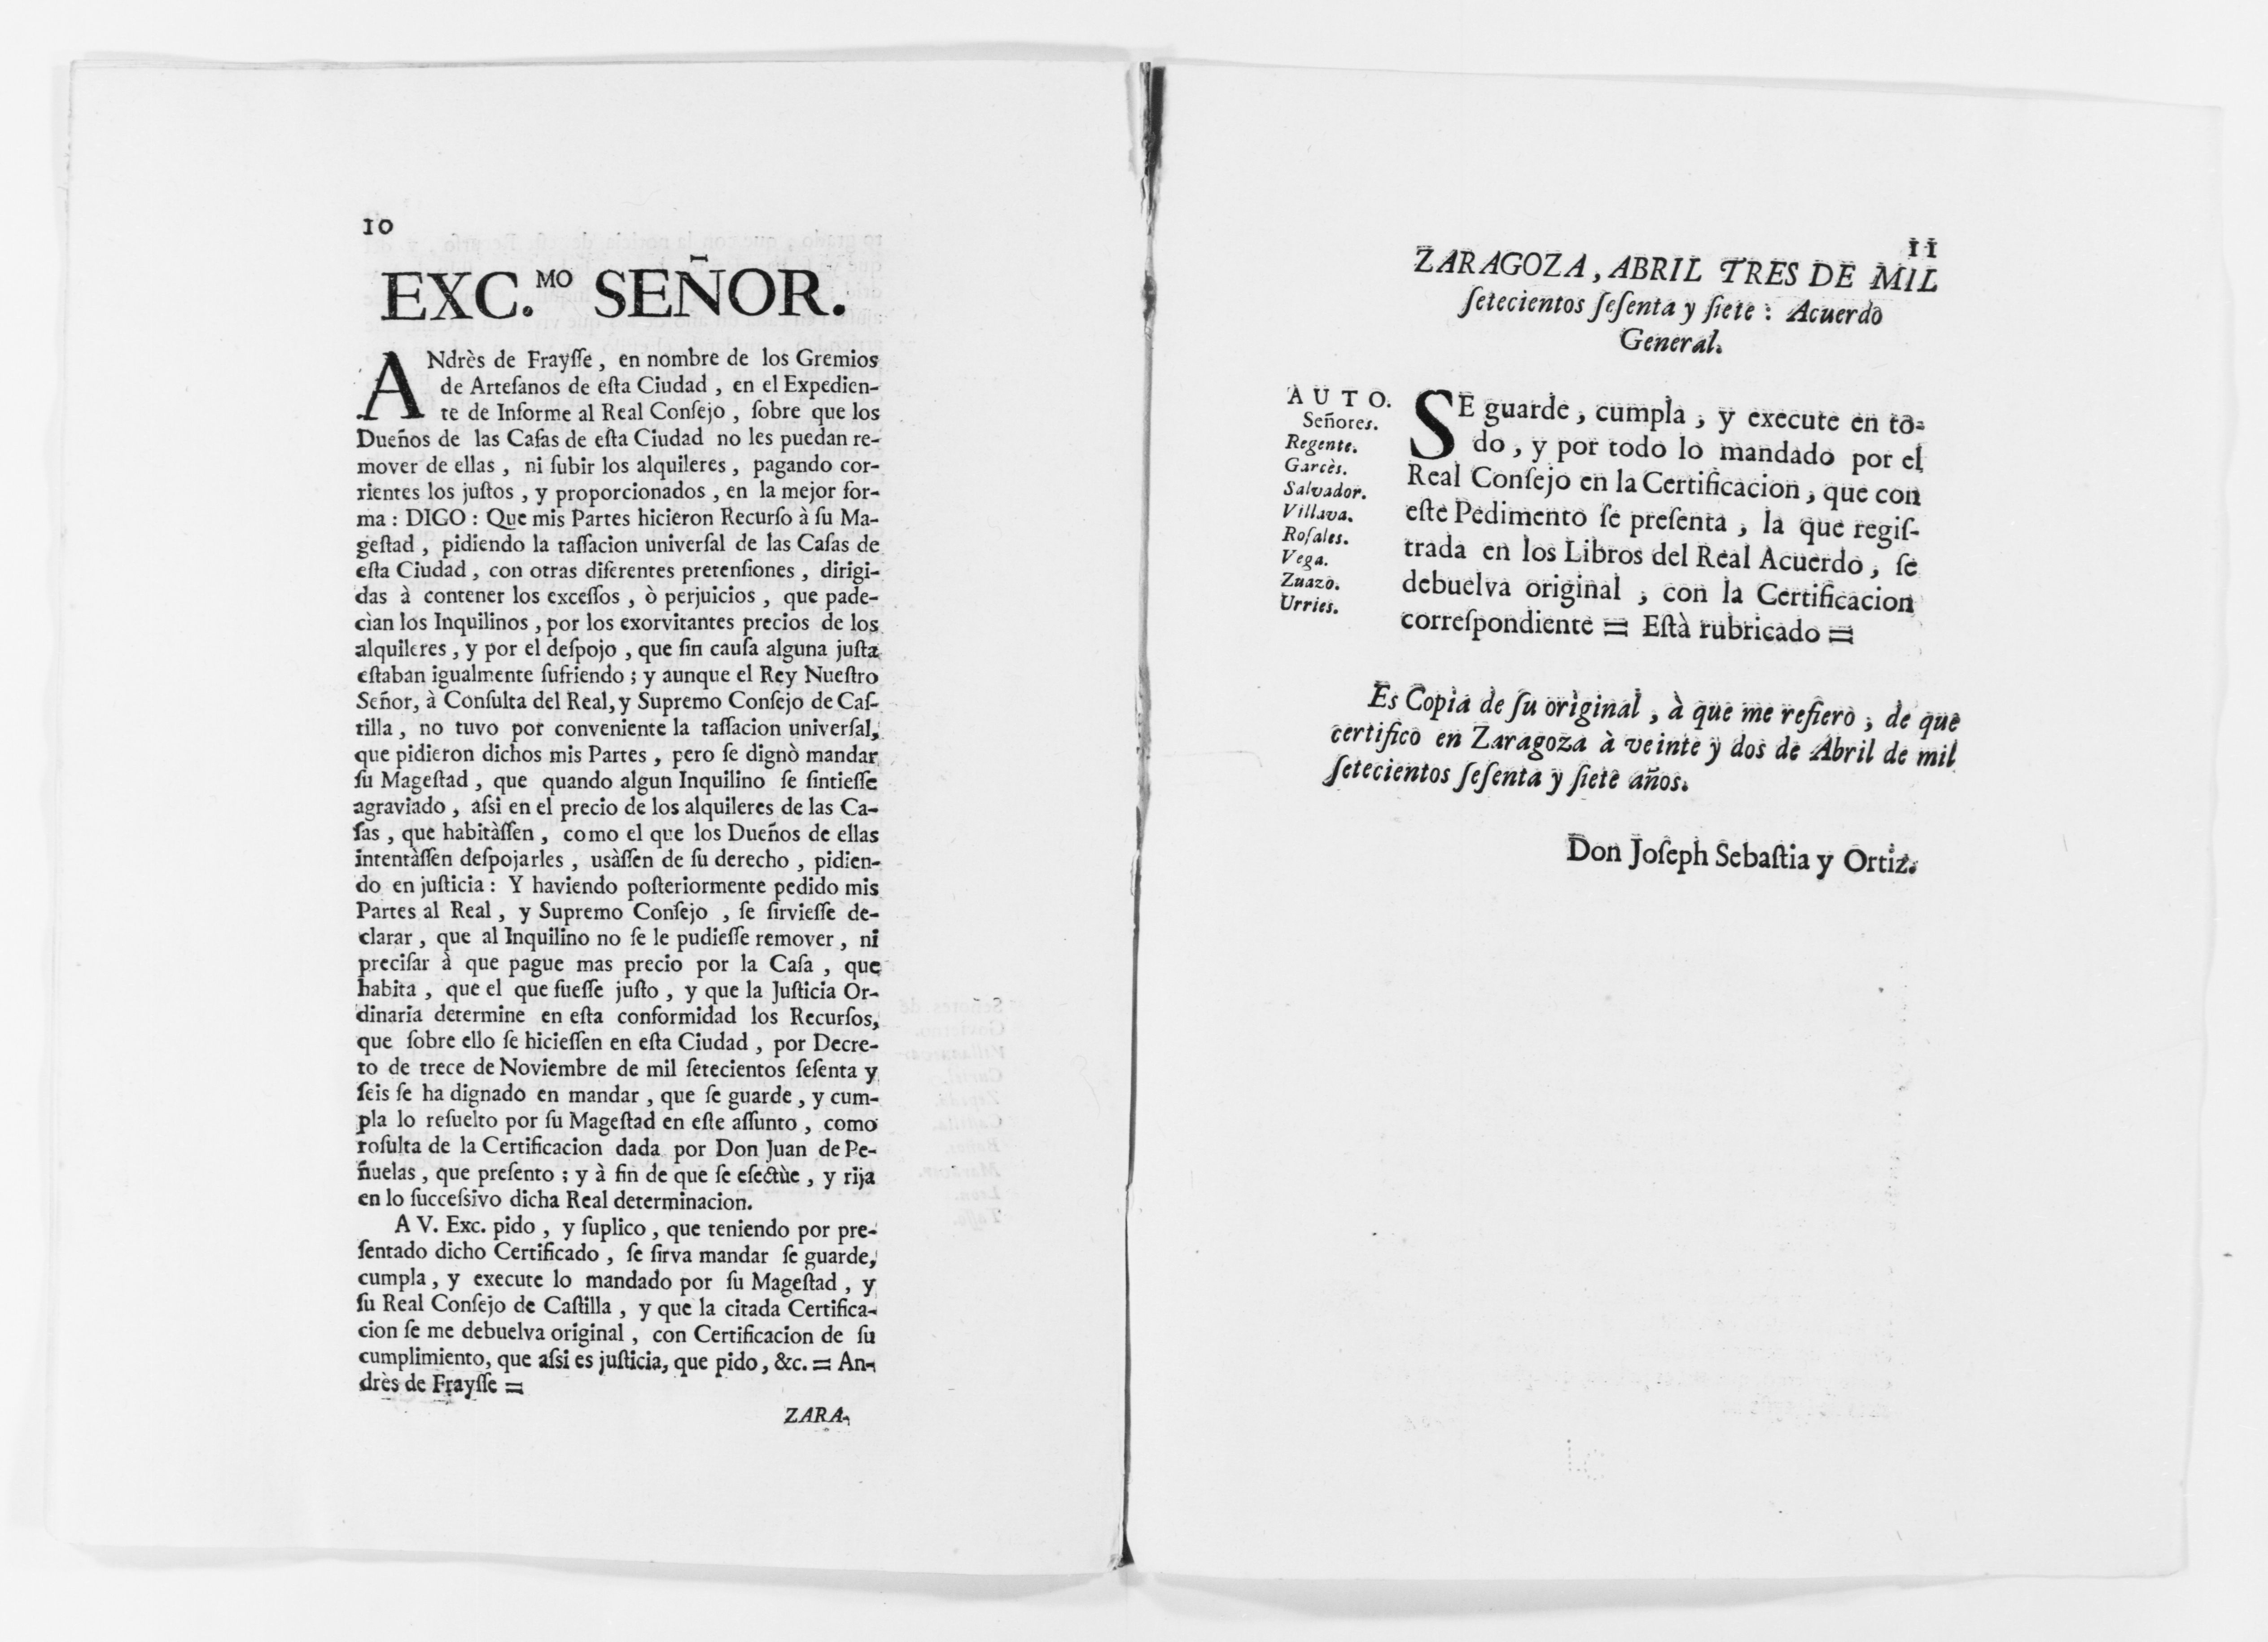 10
EXC.ᴹᴼ SEÑOR.
ANdrès de Frayſſe, en nombre de los Gremios
de Arteſanos de eſta Ciudad, en el Expedien-
te de Informe al Real Conſejo, ſobre que los
Dueños de las Caſas de eſta Ciudad no les puedan re-
mover de ellas, ni ſubir los alquileres, pagando cor-
rientes los juſtos, y proporcionados, en la mejor for-
ma: DIGO: Que mis Partes hicieron Recurſo à ſu Ma-
geſtad, pidiendo la taſſacion univerſal de las Caſas de
eſta Ciudad, con otras diferentes pretenſiones, dirigi-
das à contener los exceſſos, ò perjuicios, que pade-
cìan los Inquilinos, por los exorvitantes precios de los
alquileres, y por el deſpojo, que ſin cauſa alguna juſta
eſtaban igualmente ſufriendo; y aunque el Rey Nueſtro
Señor, à Conſulta del Real, y Supremo Conſejo de Caſ-
tilla, no tuvo por conveniente la taſſacion univerſal,
que pidieron dichos mis Partes, pero ſe dignò mandar
ſu Mageſtad, que quando algun Inquilino ſe ſintieſſe
agraviado, aſsi en el precio de los alquileres de las Ca-
ſas, que habitàſſen, como el que los Dueños de ellas
intentàſſen deſpojarles, usàſſen de ſu derecho, pidien-
do en juſticia: Y haviendo poſteriormente pedido mis
Partes al Real, y Supremo Conſejo, ſe ſirvieſſe de-
clarar, que al Inquilino no ſe le pudieſſe remover, ni
preciſar à que pague mas precio por la Caſa, que
habita, que el que fueſſe juſto, y que la Juſticia Or-
dinaria determine en eſta conformidad los Recurſos,
que ſobre ello ſe hicieſſen en eſta Ciudad, por Decre-
to de trece de Noviembre de mil ſetecientos ſeſenta y
ſeis ſe ha dignado en mandar, que ſe guarde, y cum-
pla lo reſuelto por ſu Mageſtad en eſte aſſunto, como
roſulta de la Certificacion dada por Don Juan de Pe-
ñuelas, que preſento; y à fin de que ſe efectùe, y rija
en lo ſucceſsivo dicha Real determinacion.
A V. Exc. pido, y ſuplico, que teniendo por pre-
ſentado dicho Certificado, ſe ſirva mandar ſe guarde,
cumpla, y execute lo mandado por ſu Mageſtad, y
ſu Real Conſejo de Caſtilla, y que la citada Certifica-
cion ſe me debuelva original, con Certificacion de ſu
cumplimiento, que aſsi es juſticia, que pido, &c. = An-
drès de Frayſſe =
ZARA-
11
ZARAGOZA, ABRIL TRES DE MIL
ſetecientos ſeſenta y ſiete: Acuerdo
General.
AUTO.
Señores.
Regente.
Garcès.
Salvador.
Villava.
Roſales.
Vega.
Zuazo.
Urries.
SE guarde, cumpla, y execute en to-
do, y por todo lo mandado por el
Real Conſejo en la Certificacion, que con
eſte Pedimento ſe preſenta, la que regiſ-
trada en los Libros del Real Acuerdo, ſe
debuelva original, con la Certificacion
correſpondiente = Eſtà rubricado =
Es Copia de ſu original, à que me refiero, de que
certifico en Zaragoza à veinte y dos de Abril de mil
ſetecientos ſeſenta y ſiete años.
Don Joſeph Sebaſtia y Ortiz.